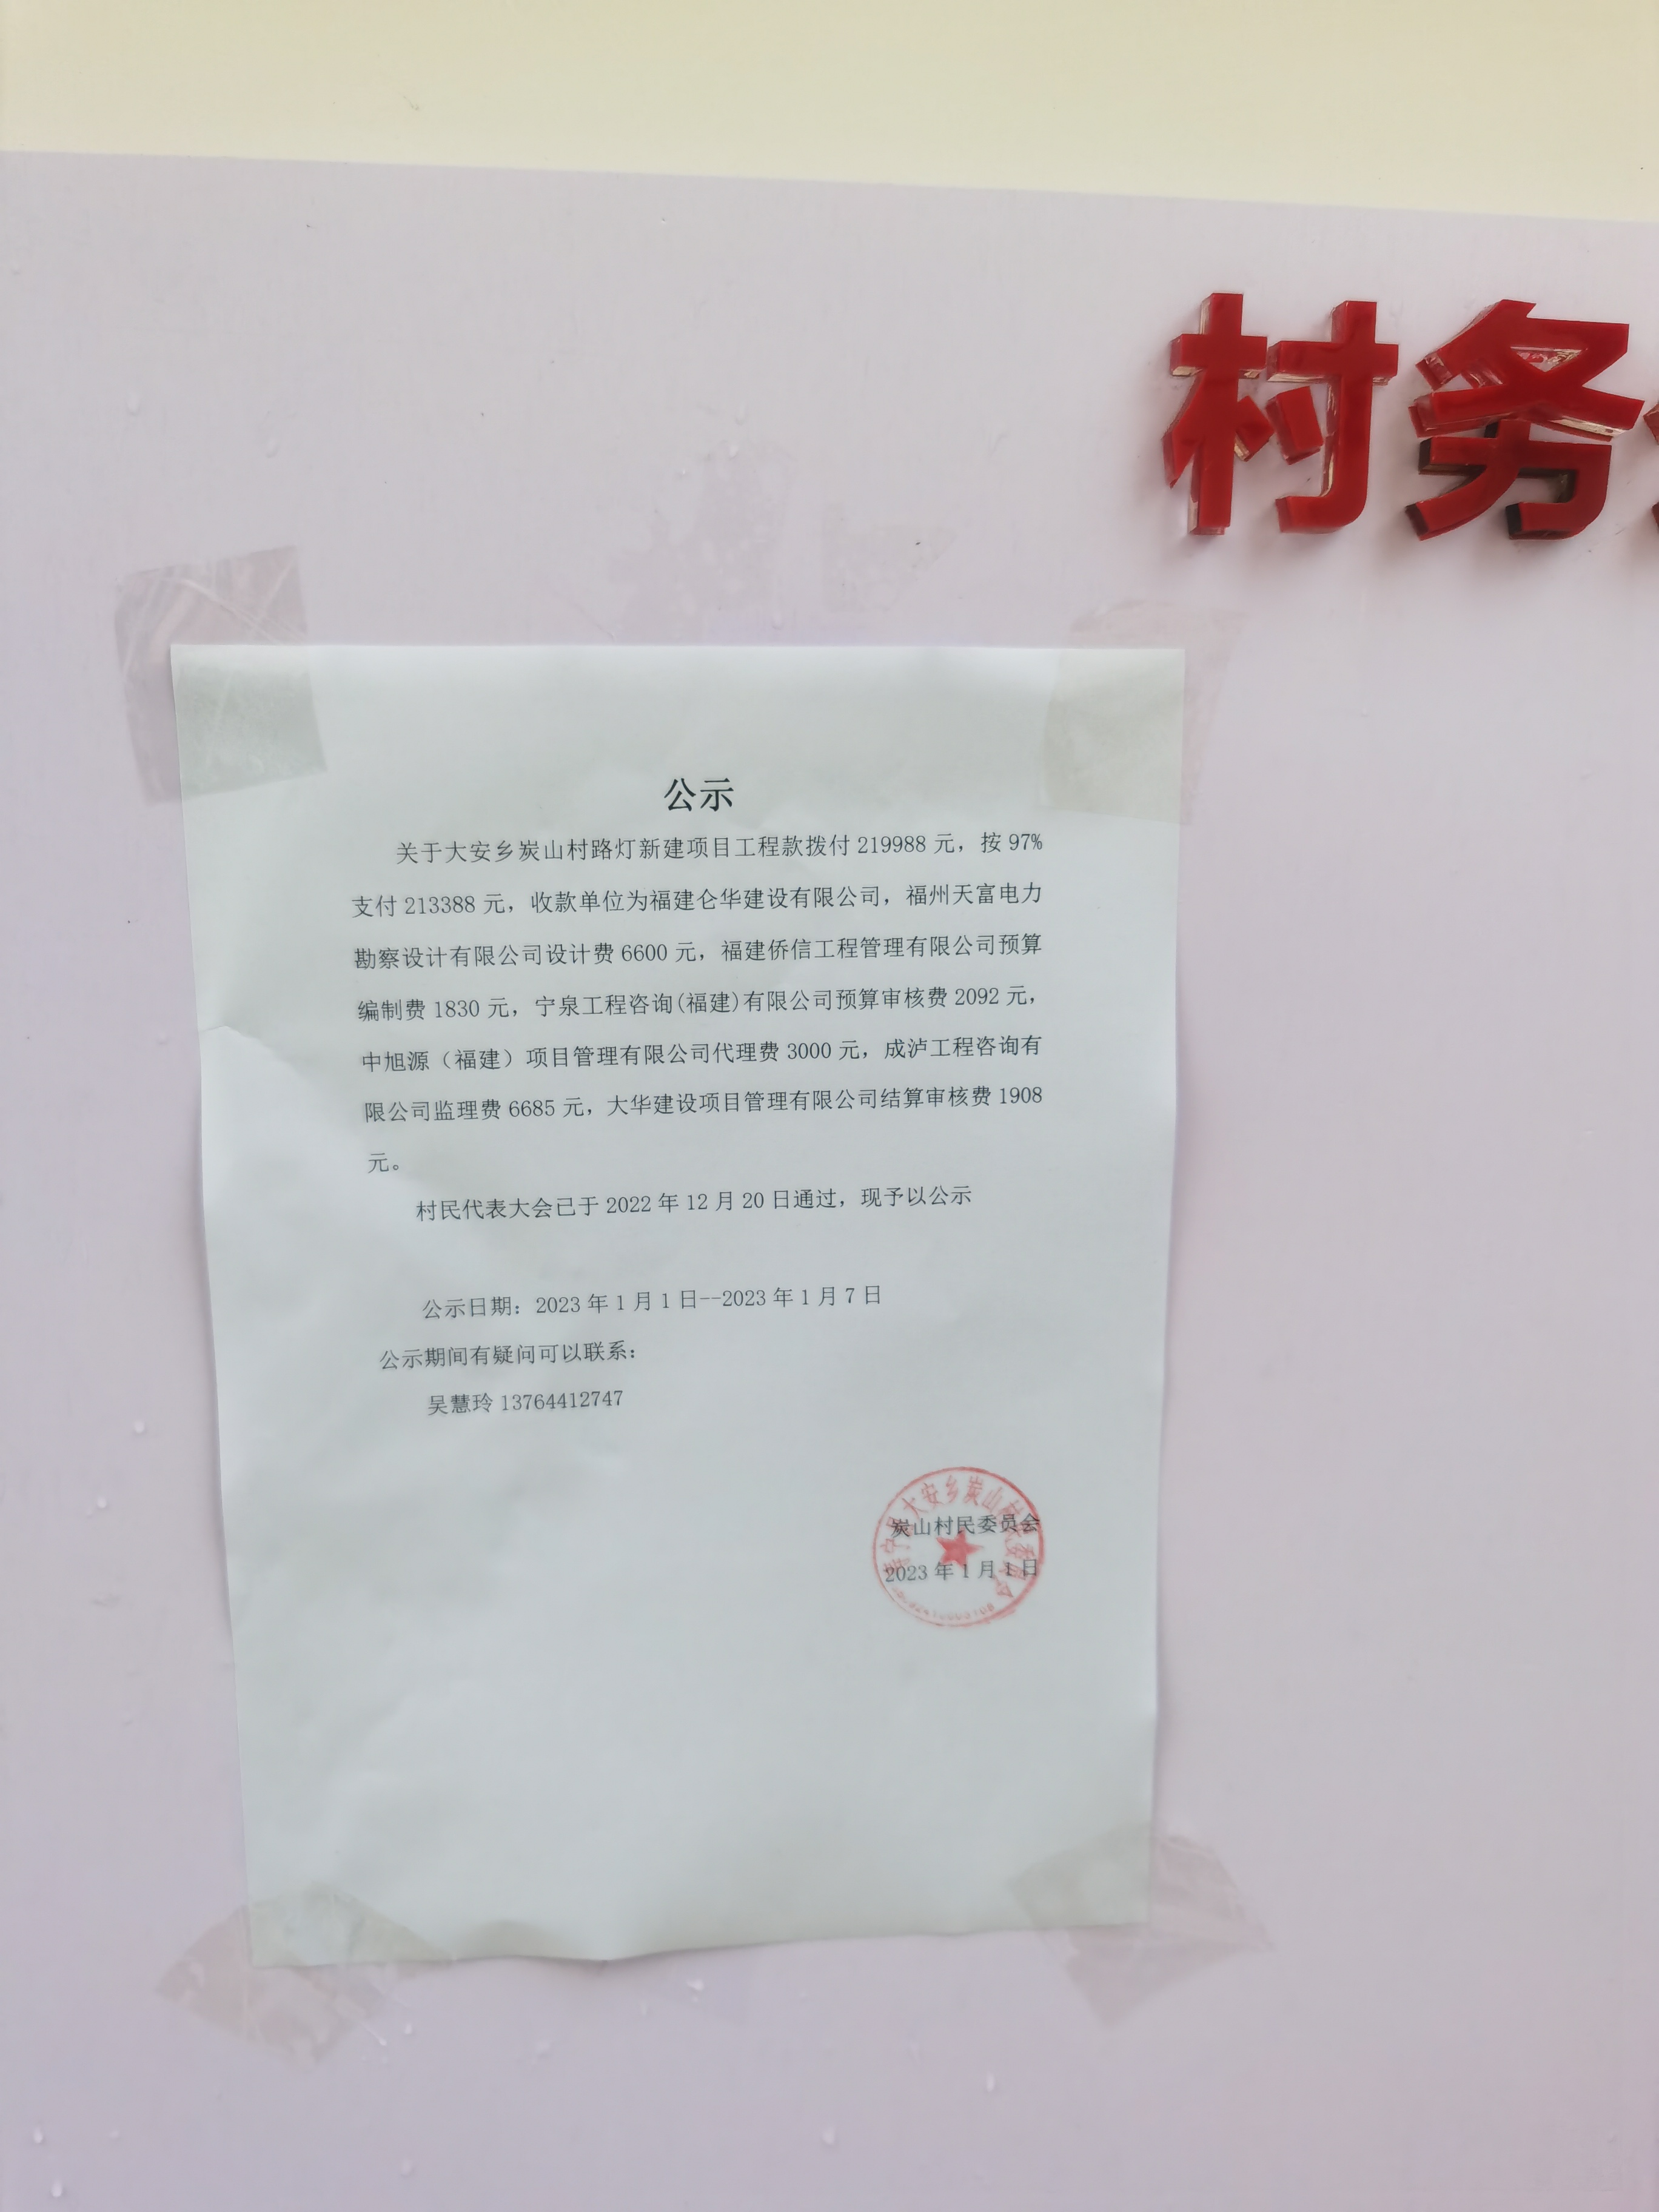 村务
公示
关于大安乡炭山村路灯新建项目工程款拨付 219988 元，按 97%
支付 213388 元，收款单位为福建仑华建设有限公司，福州天富电力
勘察设计有限公司设计费 6600 元，福建侨信工程管理有限公司预算
编制费 1830 元，宁泉工程咨询(福建)有限公司预算审核费 2092 元，
中旭源（福建）项目管理有限公司代理费 3000 元，成泸工程咨询有
限公司监理费 6685 元，大华建设项目管理有限公司结算审核费 1908
元。
村民代表大会已于 2022 年 12 月 20 日通过，现予以公示
公示日期：2023 年 1 月 1 日--2023 年 1 月 7 日
公示期间有疑问可以联系：
吴慧玲 13764412747
大安乡炭山村民委员会
炭山村民委员会
2023 年 1 月 1 日